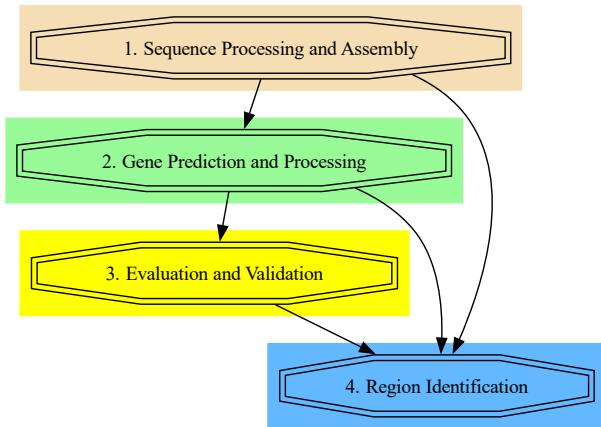 1. Sequence Processing and Assembly
2. Gene Prediction and Processing
3. Evaluation and Validation
4. Region Identification